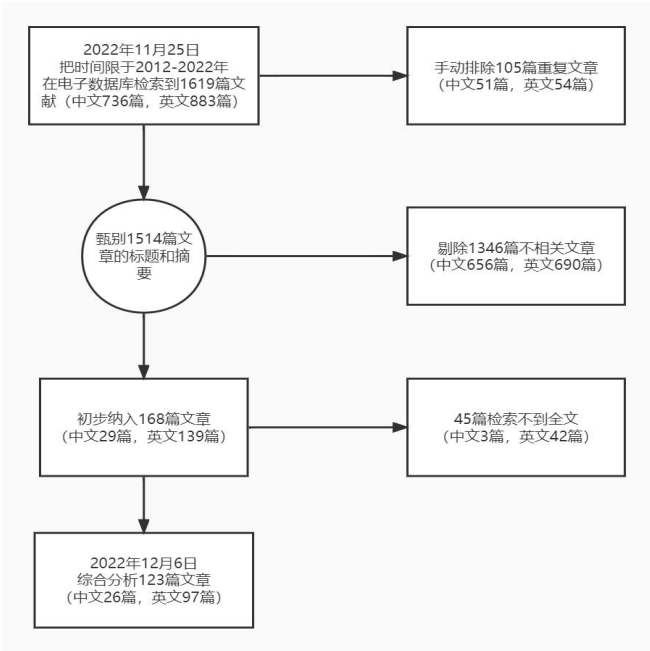 2022年11月25日
把时间限于2012-2022年
在电子数据库检索到1619篇文
献（中文736篇，英文883篇）
手动排除105篇重复文章
（中文51篇，英文54篇）
甄别1514篇文
章的标题和摘
要
剔除1346篇不相关文章
（中文656篇，英文690篇）
初步纳入168篇文章
（中文29篇，英文139篇）
45篇检索不到全文
（中文3篇，英文42篇）
2022年12月6日
综合分析123篇文章
（中文26篇，英文97篇）